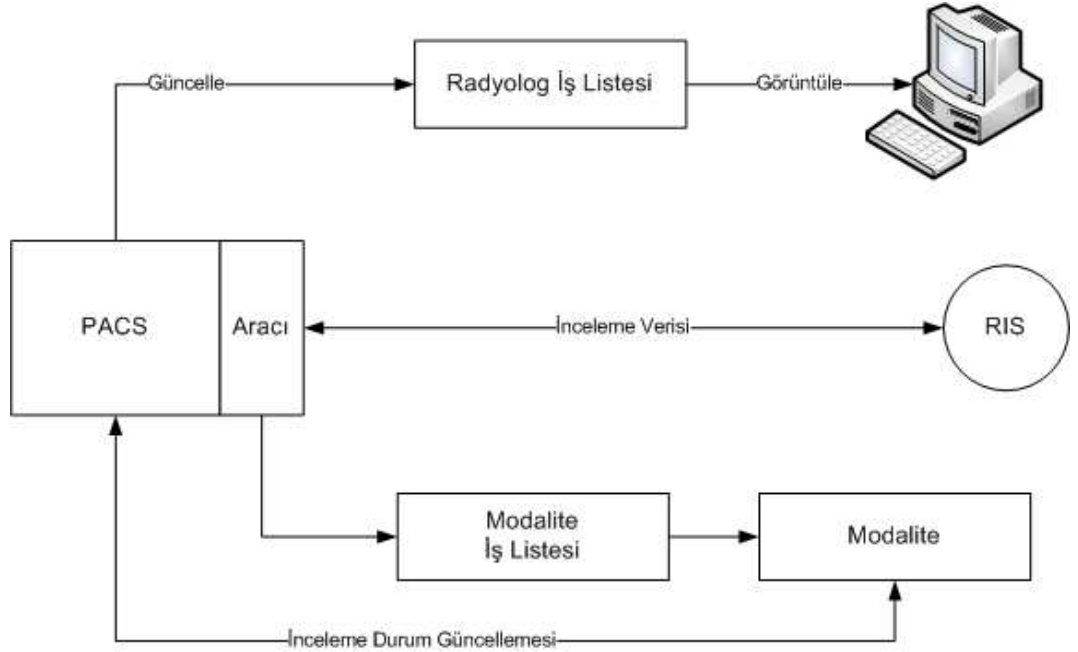 Güncelle
Radyolog İş Listesi
Görüntüle
PACS
Aracı
İnceleme Verisi
RIS
Modalite
İş Listesi
Modalite
İnceleme Durum Güncellemesi